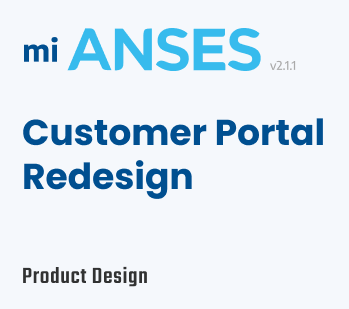 mi ANSES v2.1.1
Customer Portal
Redesign
Product Design